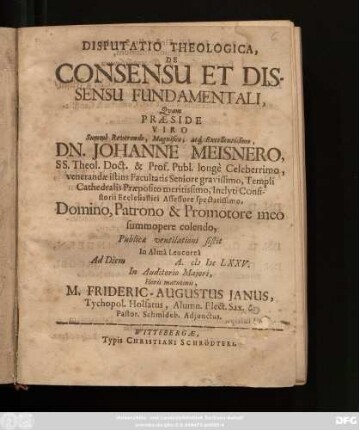 DISPUTATIO THEOLOGICA,
DE
CONSENSU ET DIS-
SENSU FUNDAMENTALI,
Quam
PRÆSIDE
VIRO
Summè Reverendo, Magnifico, atq; Excellentissimo,
DN. JOHANNE MEISNERO,
SS. Theol. Doct. & Prof. Publ. longè Celeberrimo,
venerandæ istius Facultatis Seniore gravissimo, Templi
Cathedralis Præposito meritissimo, Inclyti Consi-
storii Ecclesiastici Assessore spectatissimo,
Domino, Patrono & Promotore meo
summopere colendo,
Publicæ ventilationi sistit
In Almâ Leucoreâ
Ad Diem A. cIɔ Iɔc LXXV.
In Auditorio Majori,
Horis matutinis,
M. FRIDERIC-AUGUSTUS JANUS,
Tychopol. Holsatus, Alumn. Elect. Sax. &
Pastor. Schmideb. Adjunctus.
WITTEBERGÆ,
Typis CHRISTIANI SCHRÖDTERI.
DFG